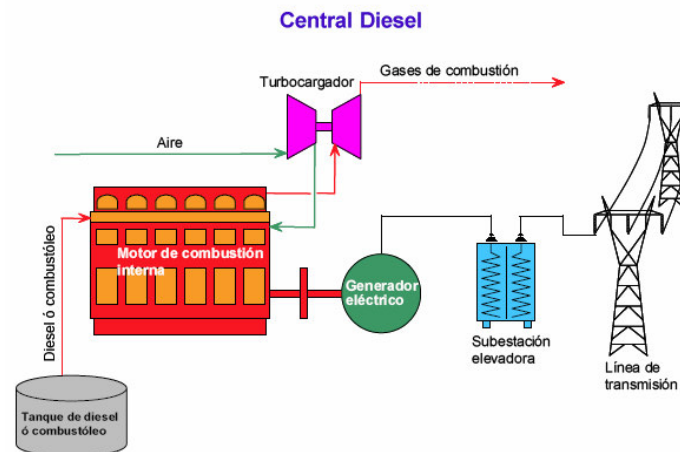 Central Diesel
Gases de combustión
Turbocargador
Aire
Motor de combustión
interna
Diesel ó combustóleo
Generador
eléctrico
Subestación
elevadora
Línea de
transmisión
Tanque de diesel
ó combustóleo